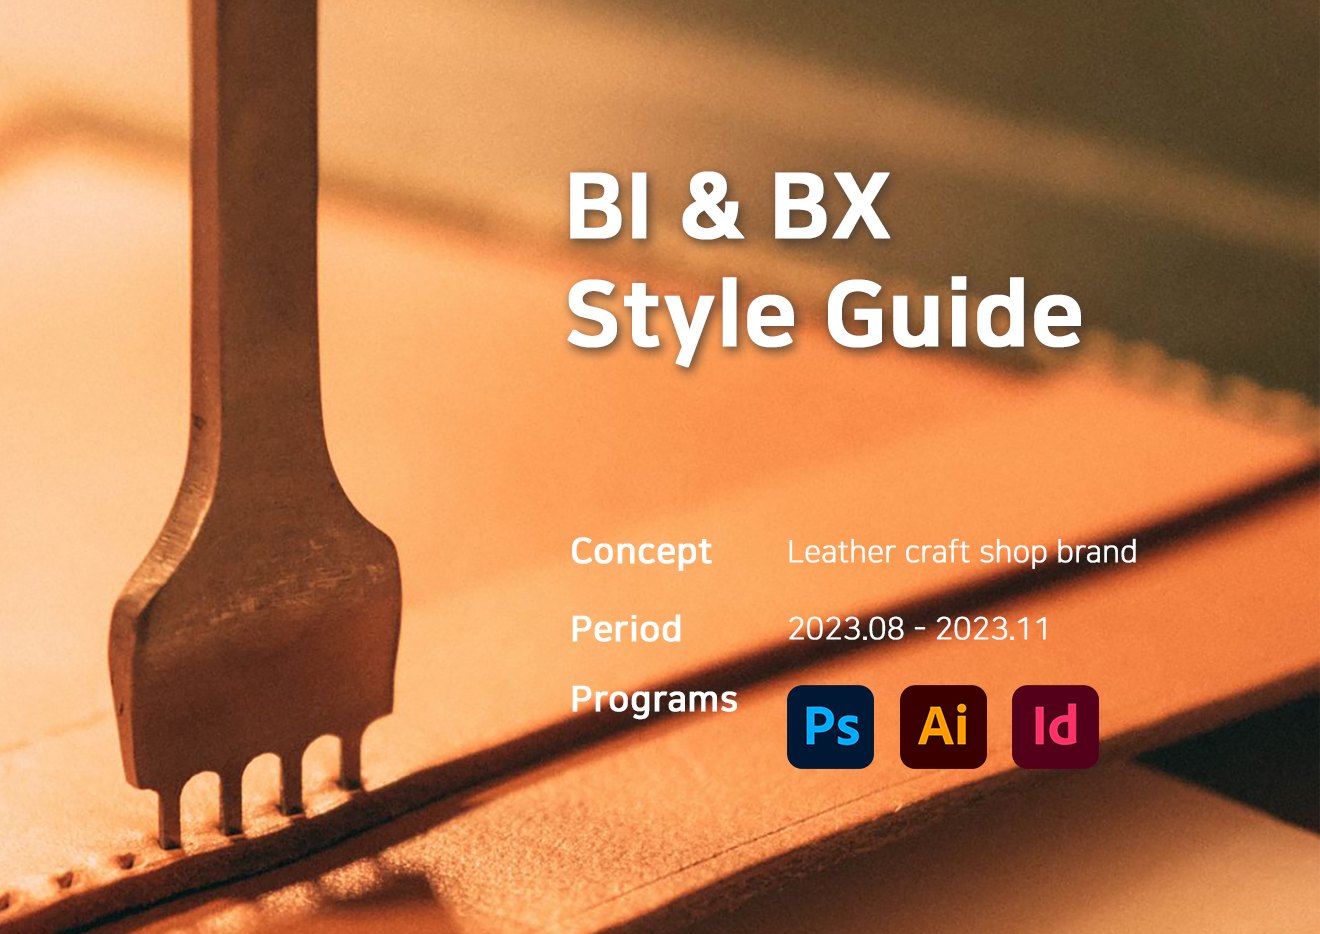 BI & BX
Style Guide
Concept Leather craft shop brand
Period 2023.08 - 2023.11
Programs Ps Ai Id